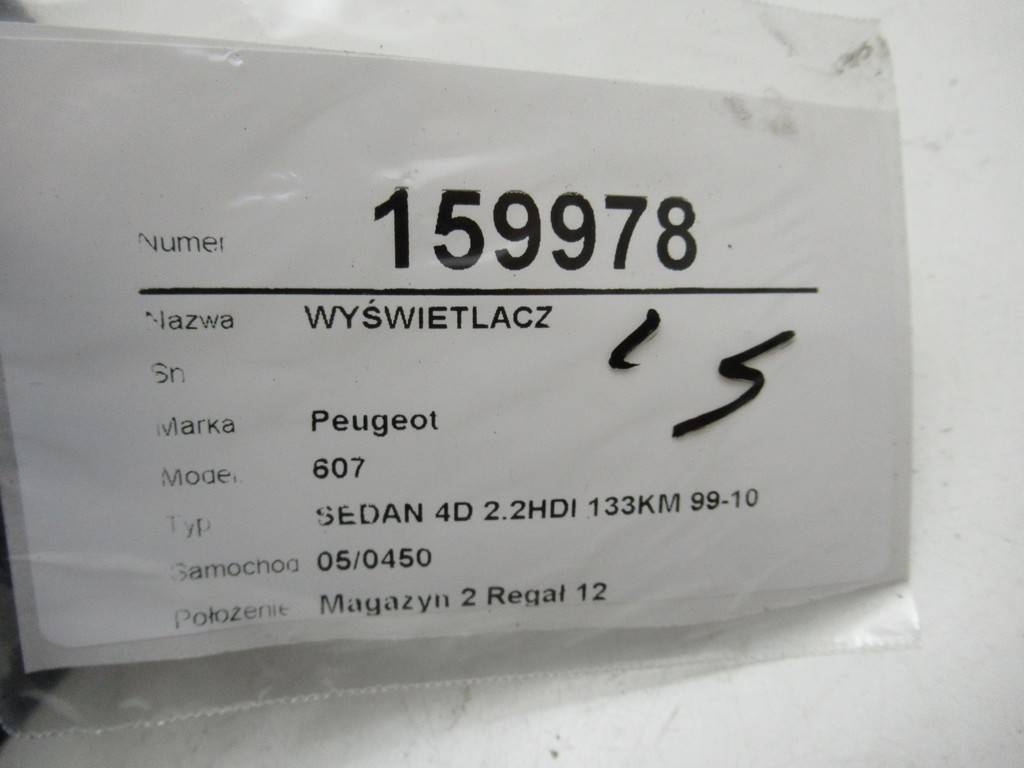 Numer 159978
Nazwa WYŚWIETLACZ
Sn
Marka Peugeot
Model 607
Typ SEDAN 4D 2.2HDI 133KM 99-10
Samochod 05/0450
Położenie Magazyn 2 Regał 12